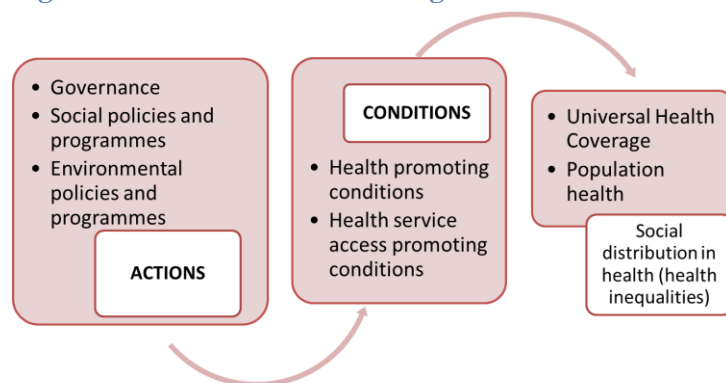 • Governance
• Social policies and
programmes
• Environmental
policies and
programmes
ACTIONS
CONDITIONS
• Health promoting
conditions
• Health service
access promoting
conditions
• Universal Health
Coverage
• Population
health
Social
distribution in
health (health
inequalities)